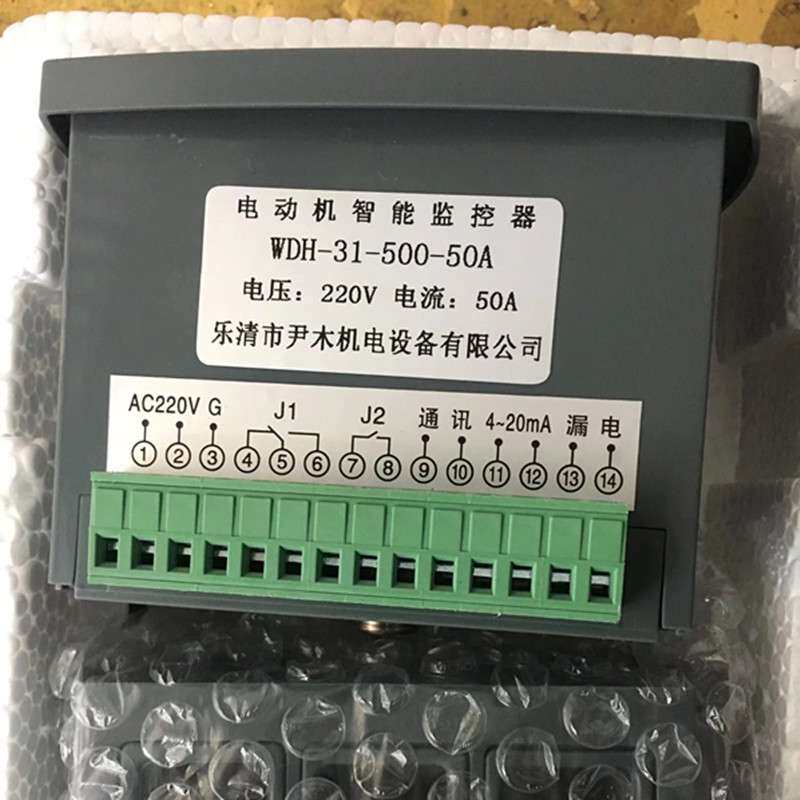 电动机智能监控器
WDH-31-500-50A
电压：220V 电流：50A
乐清市尹木机电设备有限公司
AC220V G J1 J2 通讯 4~20mA 漏电
① ② ③ ④ ⑤ ⑥ ⑦ ⑧ ⑨ ⑩ ⑪ ⑫ ⑬ ⑭